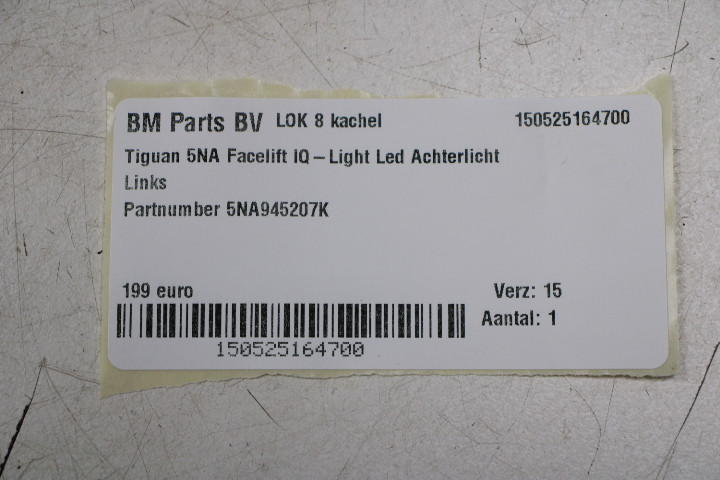 BM Parts BV LOK 8 kachel 150525164700
Tiguan 5NA Facelift IQ-Light Led Achterlicht
Links
Partnumber 5NA945207K
199 euro Verz: 15
Aantal: 1
150525164700